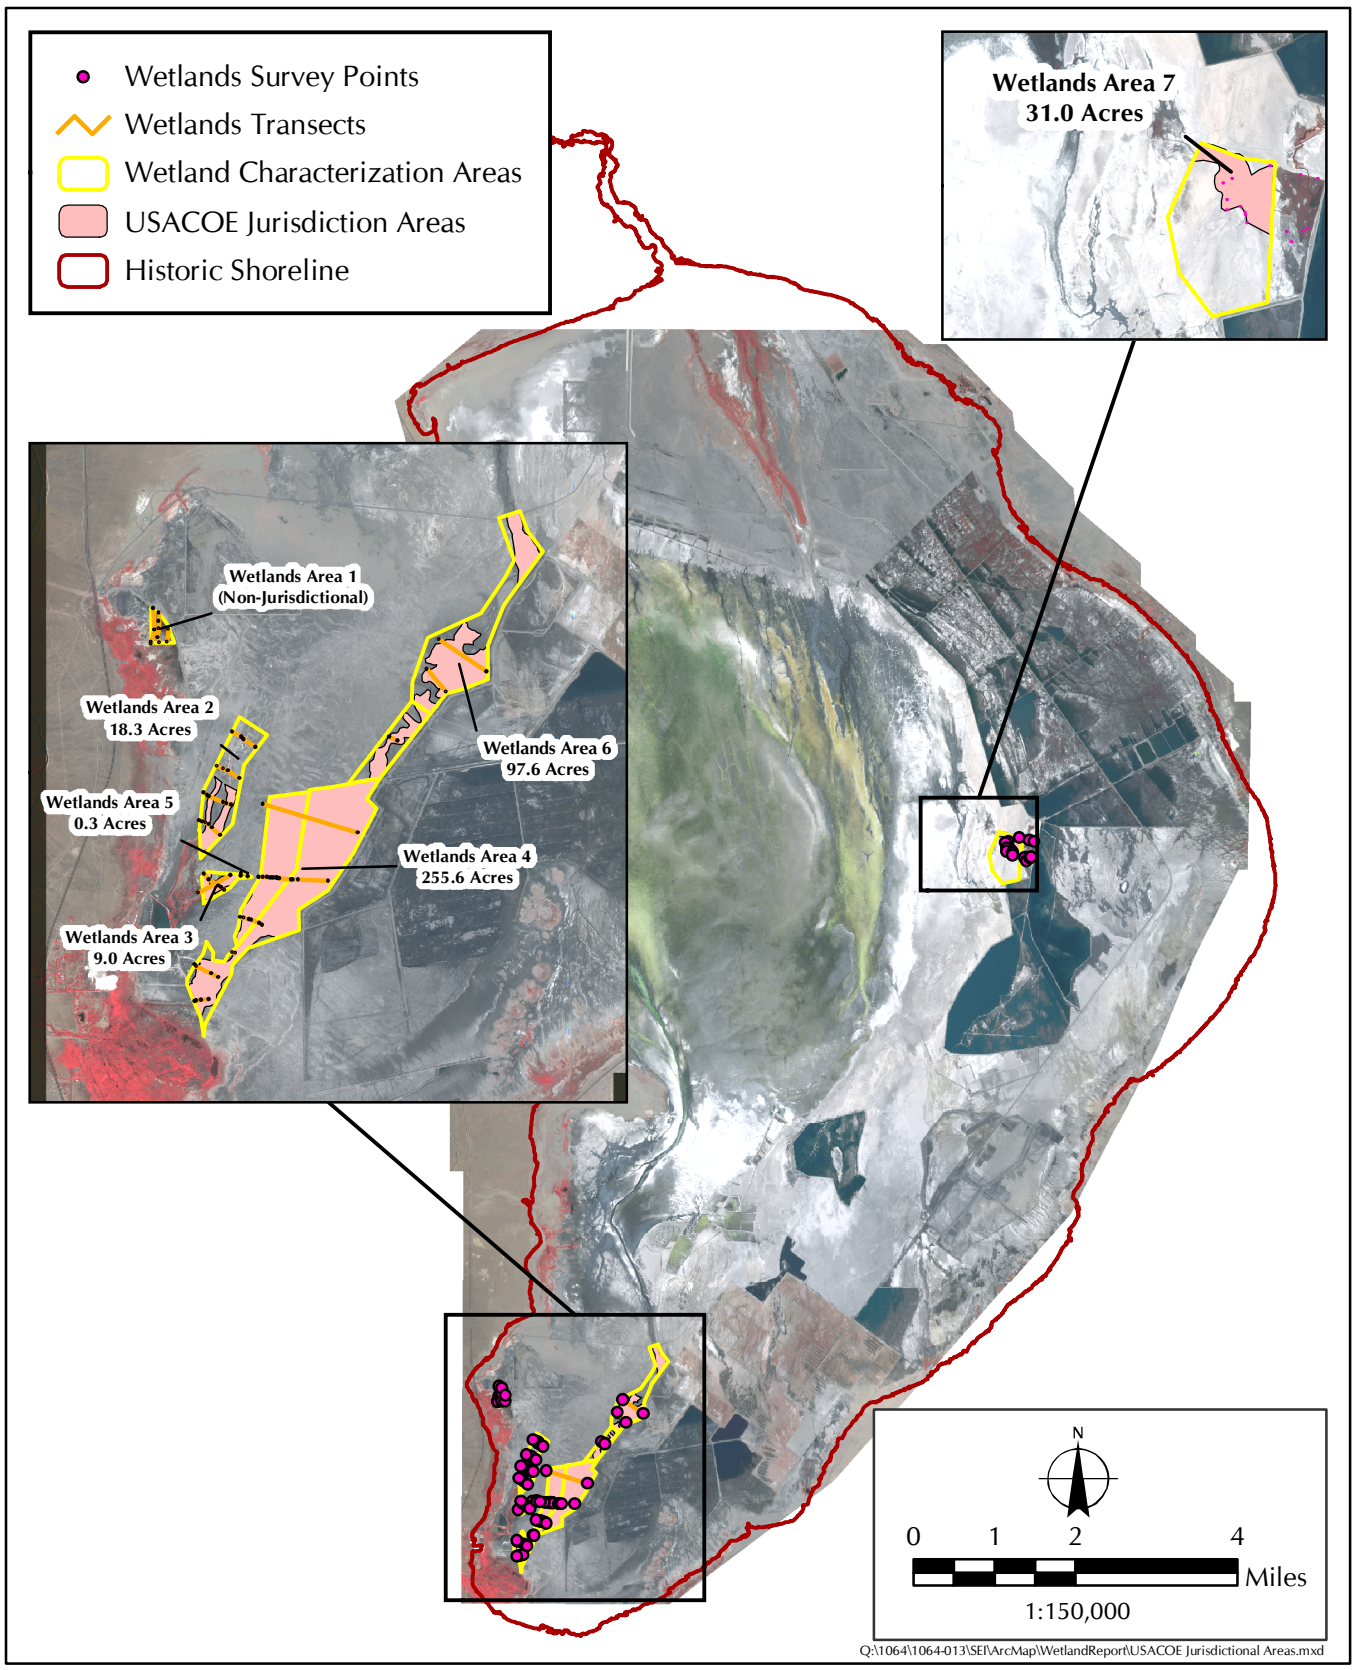 Wetlands Survey Points
Wetlands Transects
Wetland Characterization Areas
USACOE Jurisdiction Areas
Historic Shoreline
Wetlands Area 7
31.0 Acres
Wetlands Area 1
(Non-Jurisdictional)
Wetlands Area 2
18.3 Acres
Wetlands Area 6
97.6 Acres
Wetlands Area 5
0.3 Acres
Wetlands Area 4
255.6 Acres
Wetlands Area 3
9.0 Acres
N
0 1 2 4
Miles
1:150,000
Q:\1064\1064-013\SEI\ArcMap\WetlandReport\USACOE Jurisdictional Areas.mxd